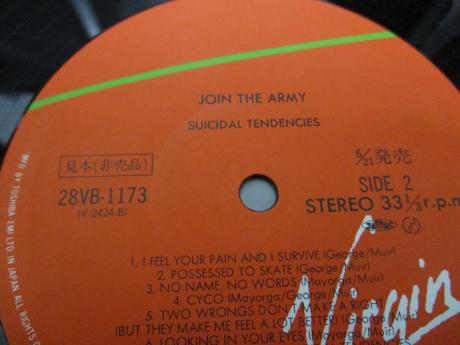 JOIN THE ARMY
SUICIDAL TENDENCIES
見本(非売品)
28VB-1173
(V-2424-B)
5/21発売
SIDE 2
STEREO 33⅓ r.p.m
JASRAC
1. I FEEL YOUR PAIN AND I SURVIVE (George/Muir)
2. POSSESSED TO SKATE (George/Muir)
3. NO NAME, NO WORDS (Mayorga/Muir)
4. CYCO (Mayorga/George/Muir)
5. TWO WRONGS DON'T MAKE A RIGHT
(BUT THEY MAKE ME FEEL A LOT BETTER) (George/Muir)
6. LOOKING IN YOUR EYES (Muir)
Virgin
M'F'D BY TOSHIBA EMI LTD. IN JAPAN ALL RIGHTS